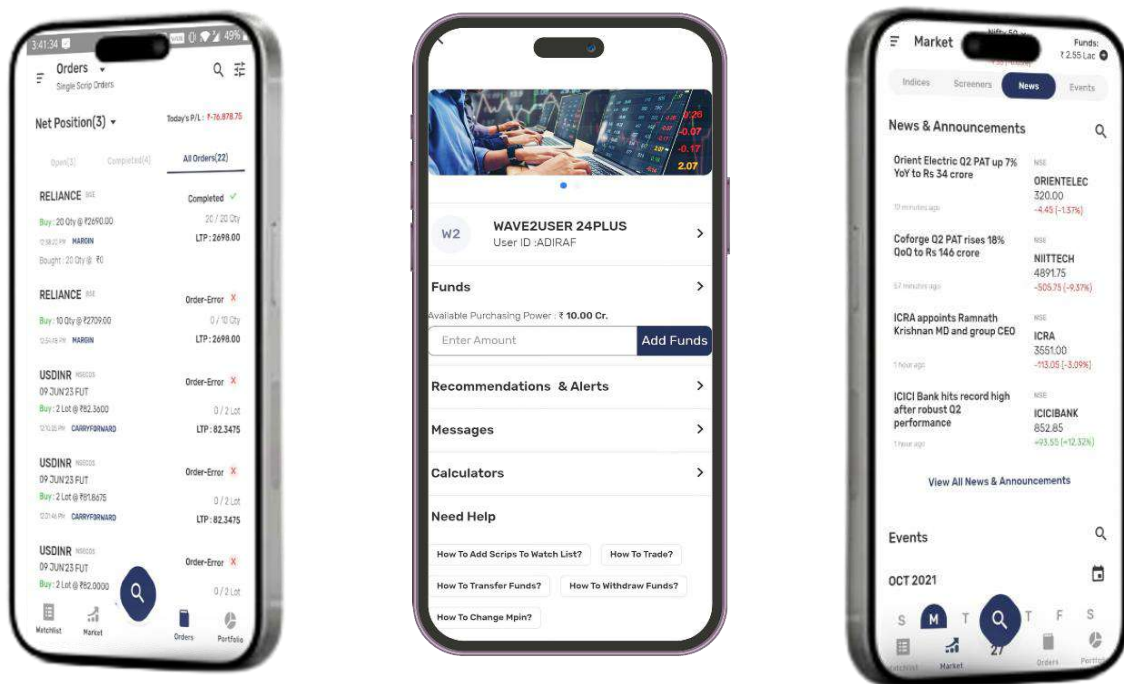 3:41:34
49%
Orders
Single Scrip Orders
Net Position(3)
Today's P/L : ₹-76,878.75
Open(3)
Completed(4)
All Orders(22)
RELIANCE
Completed
Buy : 20 Qty @ ₹2690.00
20 / 20 Qty
MARGIN
LTP : 2698.00
Bought : 20 Qty @ ₹0
RELIANCE
Order-Error X
Buy : 10 Qty @ ₹2709.00
0 / 10 Qty
MARGIN
LTP : 2698.00
USDINR
Order-Error X
09 JUN'23 FUT
Buy : 2 Lot @ ₹82.3600
0 / 2 Lot
CARRYFORWARD
LTP : 82.3475
USDINR
Order-Error X
09 JUN'23 FUT
Buy : 2 Lot @ ₹81.8675
0 / 2 Lot
CARRYFORWARD
LTP : 82.3475
USDINR
Order-Error X
09 JUN'23 FUT
Buy : 2 Lot @ ₹82.0000
0 / 2 Lot
Watchlist
Market
Orders
Portfolio
0.26
-0.07
-0.17
2.07
W2
WAVE2USER 24PLUS
User ID :ADIRAF
Funds
Available Purchasing Power : ₹ 10.00 Cr.
Enter Amount
Add Funds
Recommendations & Alerts
Messages
Calculators
Need Help
How To Add Scrips To Watch List?
How To Trade?
How To Transfer Funds?
How To Withdraw Funds?
How To Change Mpin?
Market
Nifty 50
Funds:
₹ 2.55 Lac
Indices
Screeners
News
Events
News & Announcements
Orient Electric Q2 PAT up 7%
YoY to Rs 34 crore
NSE
ORIENTELEC
320.00
-4.45 (-1.37%)
Coforge Q2 PAT rises 18%
QoQ to Rs 146 crore
57 minutes ago
NSE
NIITTECH
4891.75
-505.75 (-9.37%)
ICRA appoints Ramnath
Krishnan MD and group CEO
1 hour ago
NSE
ICRA
3551.00
-113.05 (-3.09%)
ICICI Bank hits record high
after robust Q2
performance
1 hour ago
NSE
ICICIBANK
852.85
+93.55 (+12.32%)
View All News & Announcements
Events
OCT 2021
S M T T F S
27
Watchlist
Market
Orders
Portfolio